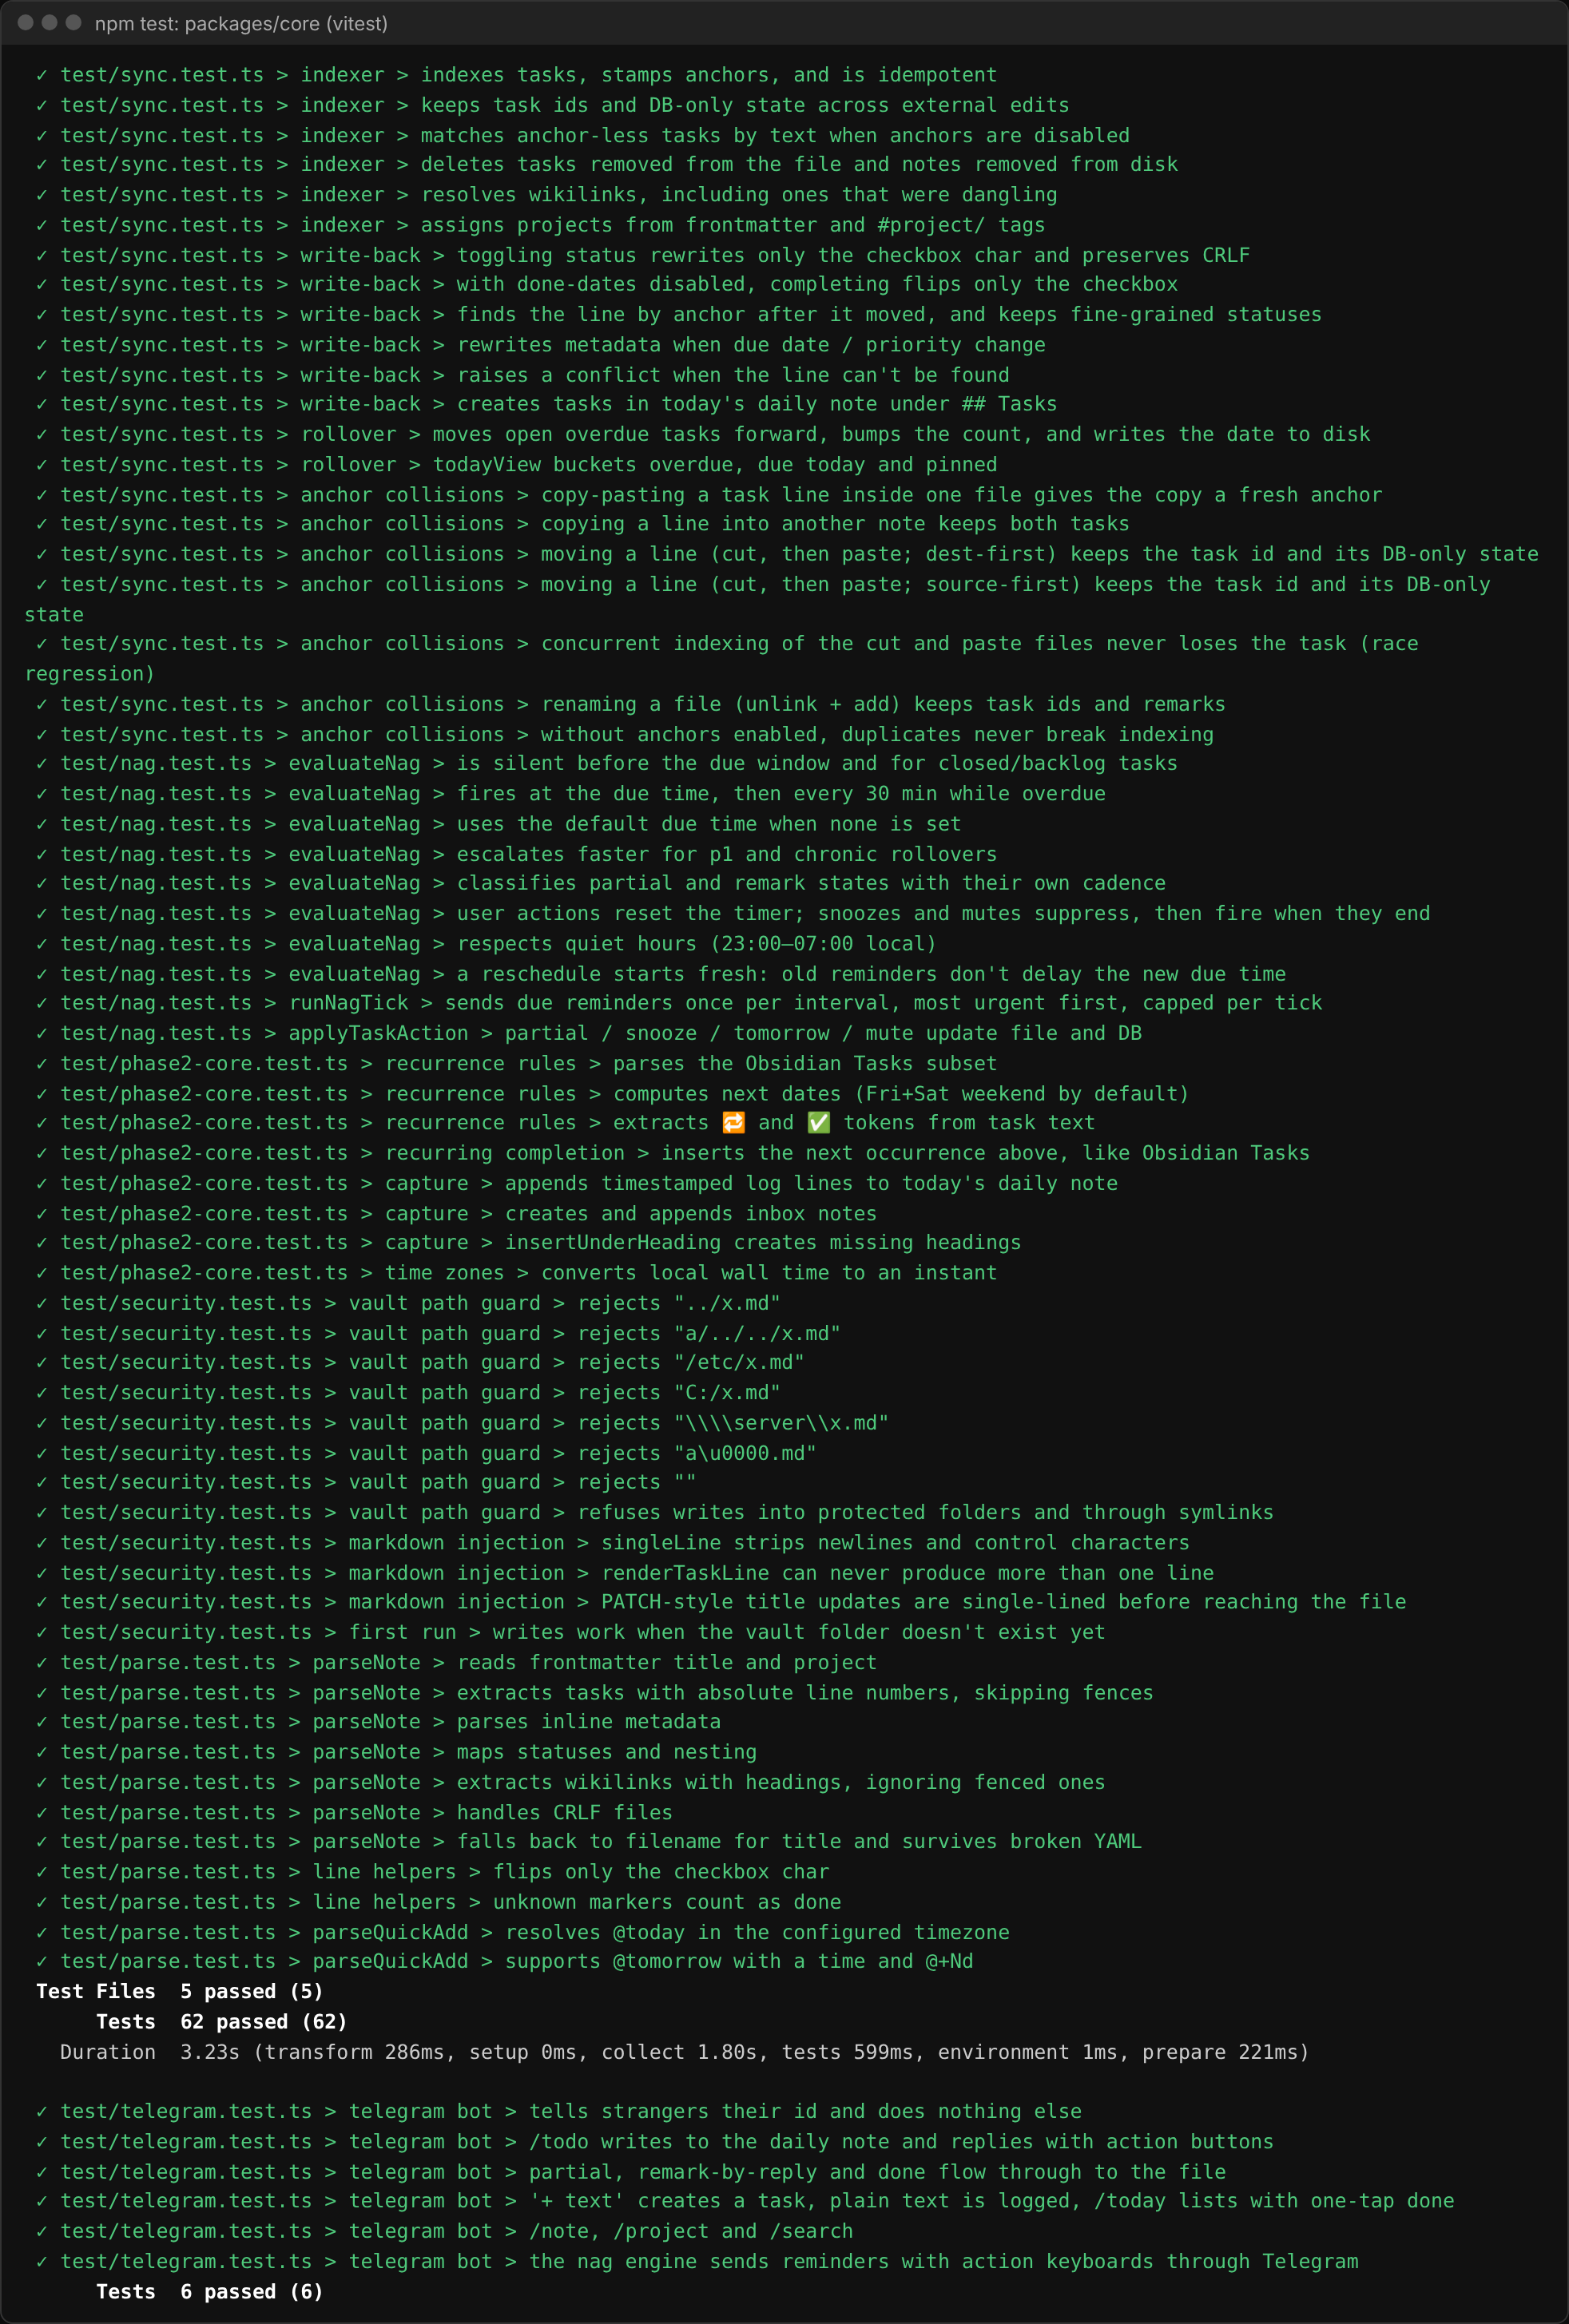 npm test: packages/core (vitest)
✓ test/sync.test.ts > indexer > indexes tasks, stamps anchors, and is idempotent
✓ test/sync.test.ts > indexer > keeps task ids and DB-only state across external edits
✓ test/sync.test.ts > indexer > matches anchor-less tasks by text when anchors are disabled
✓ test/sync.test.ts > indexer > deletes tasks removed from the file and notes removed from disk
✓ test/sync.test.ts > indexer > resolves wikilinks, including ones that were dangling
✓ test/sync.test.ts > indexer > assigns projects from frontmatter and #project/ tags
✓ test/sync.test.ts > write-back > toggling status rewrites only the checkbox char and preserves CRLF
✓ test/sync.test.ts > write-back > with done-dates disabled, completing flips only the checkbox
✓ test/sync.test.ts > write-back > finds the line by anchor after it moved, and keeps fine-grained statuses
✓ test/sync.test.ts > write-back > rewrites metadata when due date / priority change
✓ test/sync.test.ts > write-back > raises a conflict when the line can't be found
✓ test/sync.test.ts > write-back > creates tasks in today's daily note under ## Tasks
✓ test/sync.test.ts > rollover > moves open overdue tasks forward, bumps the count, and writes the date to disk
✓ test/sync.test.ts > rollover > todayView buckets overdue, due today and pinned
✓ test/sync.test.ts > anchor collisions > copy-pasting a task line inside one file gives the copy a fresh anchor
✓ test/sync.test.ts > anchor collisions > copying a line into another note keeps both tasks
✓ test/sync.test.ts > anchor collisions > moving a line (cut, then paste; dest-first) keeps the task id and its DB-only state
✓ test/sync.test.ts > anchor collisions > moving a line (cut, then paste; source-first) keeps the task id and its DB-only
state
✓ test/sync.test.ts > anchor collisions > concurrent indexing of the cut and paste files never loses the task (race
regression)
✓ test/sync.test.ts > anchor collisions > renaming a file (unlink + add) keeps task ids and remarks
✓ test/sync.test.ts > anchor collisions > without anchors enabled, duplicates never break indexing
✓ test/nag.test.ts > evaluateNag > is silent before the due window and for closed/backlog tasks
✓ test/nag.test.ts > evaluateNag > fires at the due time, then every 30 min while overdue
✓ test/nag.test.ts > evaluateNag > uses the default due time when none is set
✓ test/nag.test.ts > evaluateNag > escalates faster for p1 and chronic rollovers
✓ test/nag.test.ts > evaluateNag > classifies partial and remark states with their own cadence
✓ test/nag.test.ts > evaluateNag > user actions reset the timer; snoozes and mutes suppress, then fire when they end
✓ test/nag.test.ts > evaluateNag > respects quiet hours (23:00–07:00 local)
✓ test/nag.test.ts > evaluateNag > a reschedule starts fresh: old reminders don't delay the new due time
✓ test/nag.test.ts > runNagTick > sends due reminders once per interval, most urgent first, capped per tick
✓ test/nag.test.ts > applyTaskAction > partial / snooze / tomorrow / mute update file and DB
✓ test/phase2-core.test.ts > recurrence rules > parses the Obsidian Tasks subset
✓ test/phase2-core.test.ts > recurrence rules > computes next dates (Fri+Sat weekend by default)
✓ test/phase2-core.test.ts > recurrence rules > extracts 🔁 and ✅ tokens from task text
✓ test/phase2-core.test.ts > recurring completion > inserts the next occurrence above, like Obsidian Tasks
✓ test/phase2-core.test.ts > capture > appends timestamped log lines to today's daily note
✓ test/phase2-core.test.ts > capture > creates and appends inbox notes
✓ test/phase2-core.test.ts > capture > insertUnderHeading creates missing headings
✓ test/phase2-core.test.ts > time zones > converts local wall time to an instant
✓ test/security.test.ts > vault path guard > rejects "../x.md"
✓ test/security.test.ts > vault path guard > rejects "a/../../x.md"
✓ test/security.test.ts > vault path guard > rejects "/etc/x.md"
✓ test/security.test.ts > vault path guard > rejects "C:/x.md"
✓ test/security.test.ts > vault path guard > rejects "\\\\server\\x.md"
✓ test/security.test.ts > vault path guard > rejects "a\u0000.md"
✓ test/security.test.ts > vault path guard > rejects ""
✓ test/security.test.ts > vault path guard > refuses writes into protected folders and through symlinks
✓ test/security.test.ts > markdown injection > singleLine strips newlines and control characters
✓ test/security.test.ts > markdown injection > renderTaskLine can never produce more than one line
✓ test/security.test.ts > markdown injection > PATCH-style title updates are single-lined before reaching the file
✓ test/security.test.ts > first run > writes work when the vault folder doesn't exist yet
✓ test/parse.test.ts > parseNote > reads frontmatter title and project
✓ test/parse.test.ts > parseNote > extracts tasks with absolute line numbers, skipping fences
✓ test/parse.test.ts > parseNote > parses inline metadata
✓ test/parse.test.ts > parseNote > maps statuses and nesting
✓ test/parse.test.ts > parseNote > extracts wikilinks with headings, ignoring fenced ones
✓ test/parse.test.ts > parseNote > handles CRLF files
✓ test/parse.test.ts > parseNote > falls back to filename for title and survives broken YAML
✓ test/parse.test.ts > line helpers > flips only the checkbox char
✓ test/parse.test.ts > line helpers > unknown markers count as done
✓ test/parse.test.ts > parseQuickAdd > resolves @today in the configured timezone
✓ test/parse.test.ts > parseQuickAdd > supports @tomorrow with a time and @+Nd
Test Files  5 passed (5)
Tests  62 passed (62)
Duration  3.23s (transform 286ms, setup 0ms, collect 1.80s, tests 599ms, environment 1ms, prepare 221ms)
✓ test/telegram.test.ts > telegram bot > tells strangers their id and does nothing else
✓ test/telegram.test.ts > telegram bot > /todo writes to the daily note and replies with action buttons
✓ test/telegram.test.ts > telegram bot > partial, remark-by-reply and done flow through to the file
✓ test/telegram.test.ts > telegram bot > '+ text' creates a task, plain text is logged, /today lists with one-tap done
✓ test/telegram.test.ts > telegram bot > /note, /project and /search
✓ test/telegram.test.ts > telegram bot > the nag engine sends reminders with action keyboards through Telegram
Tests  6 passed (6)